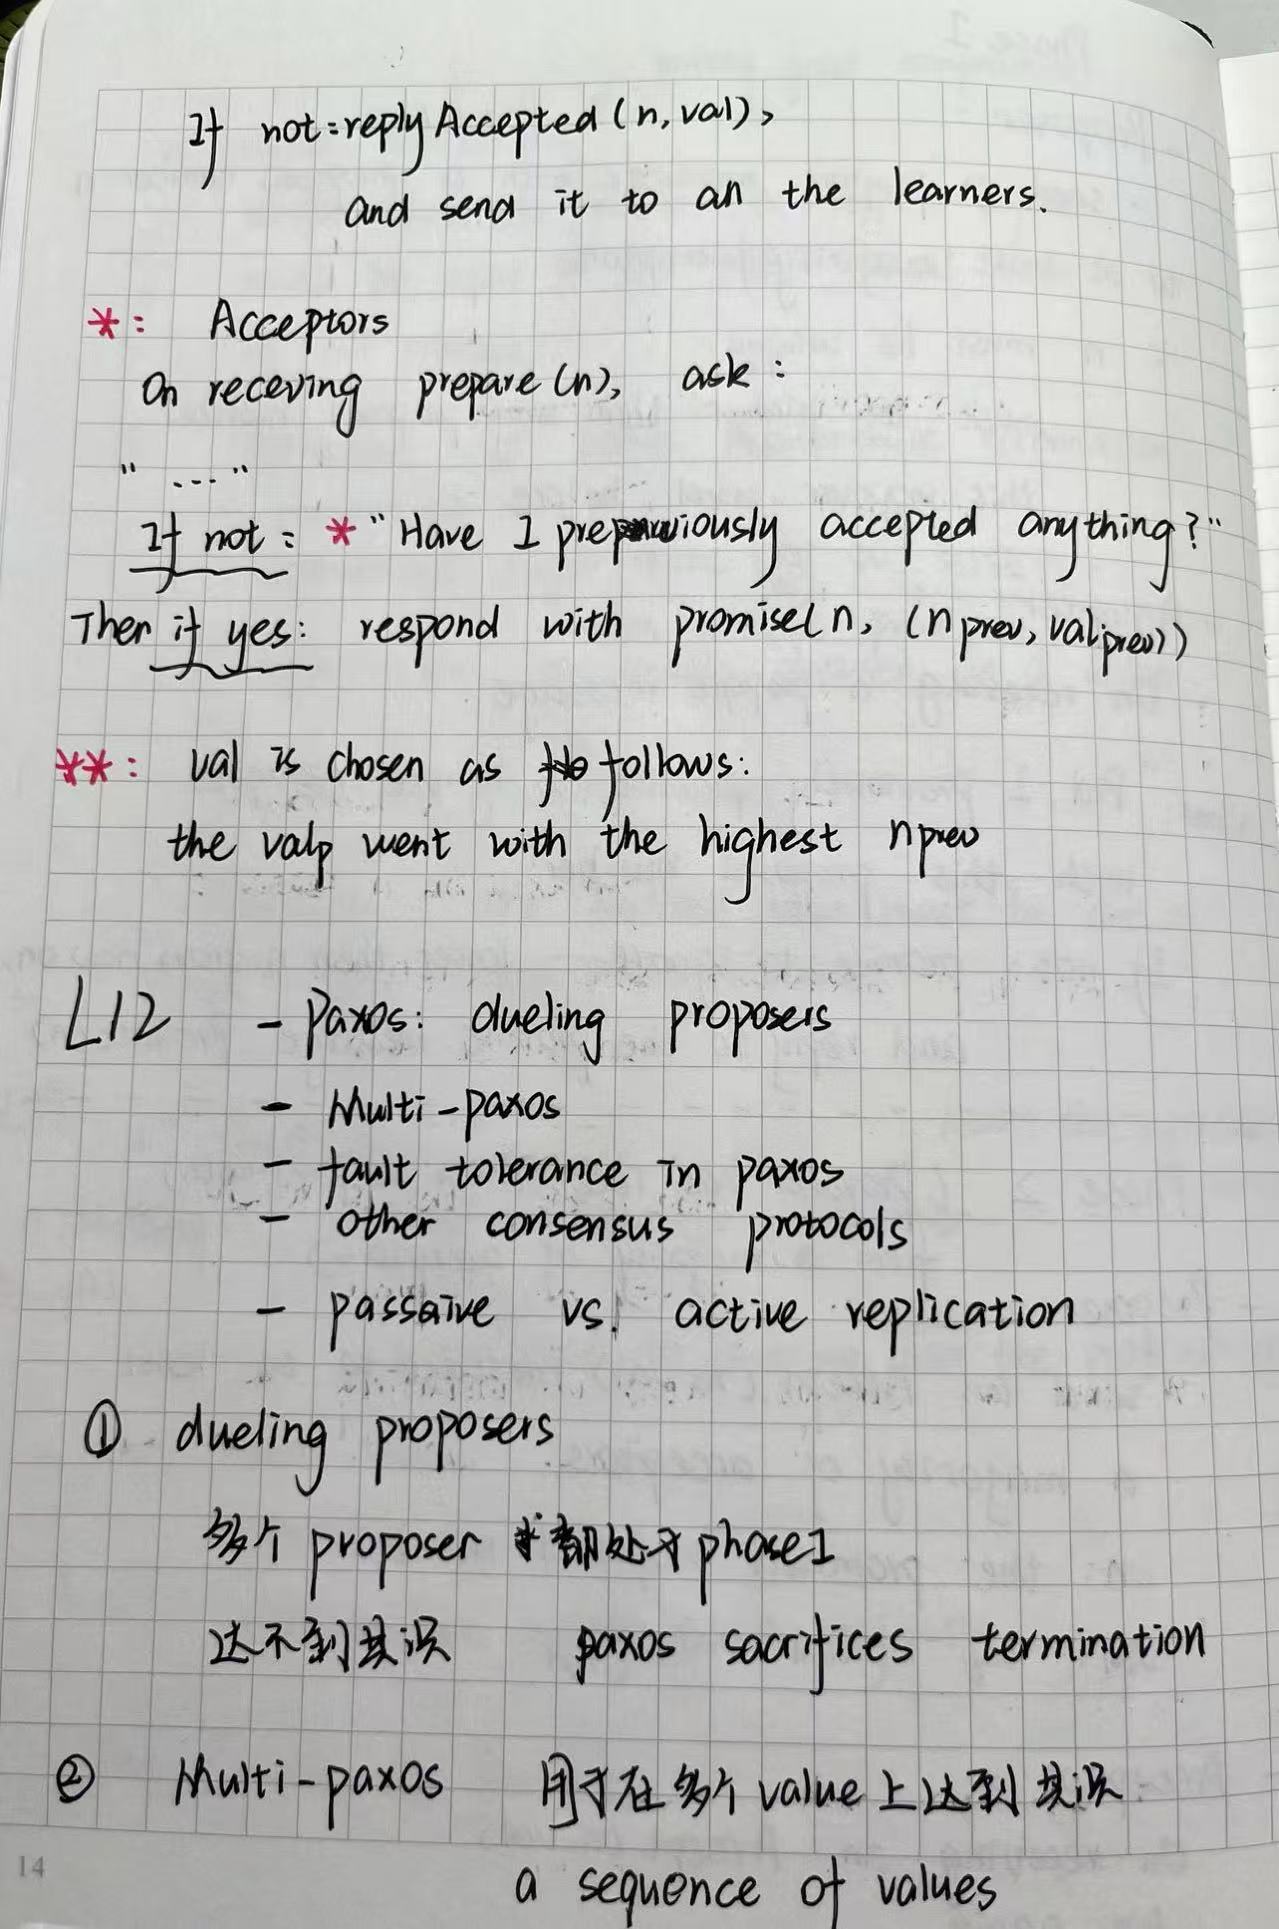 If not: reply Accepted (n, val),
and send it to all the learners.
*: Acceptors
On receving prepare (n), ask:
" .... "
If not: * "Have I previously accepted anything?"
Then if yes: respond with promise(n, (n prev, val prev))
**: val is chosen as follows:
the valp went with the highest nprev
L12 - Paxos: dueling proposers
- Multi-paxos
- fault tolerance in paxos
- other consensus protocols
- passaive vs. active replication
① dueling proposers
多个 proposer 都处于 phase1
达不到共识 paxos sacrifices termination
② Multi-paxos 用于在多个 value 上达到共识
a sequence of values
14